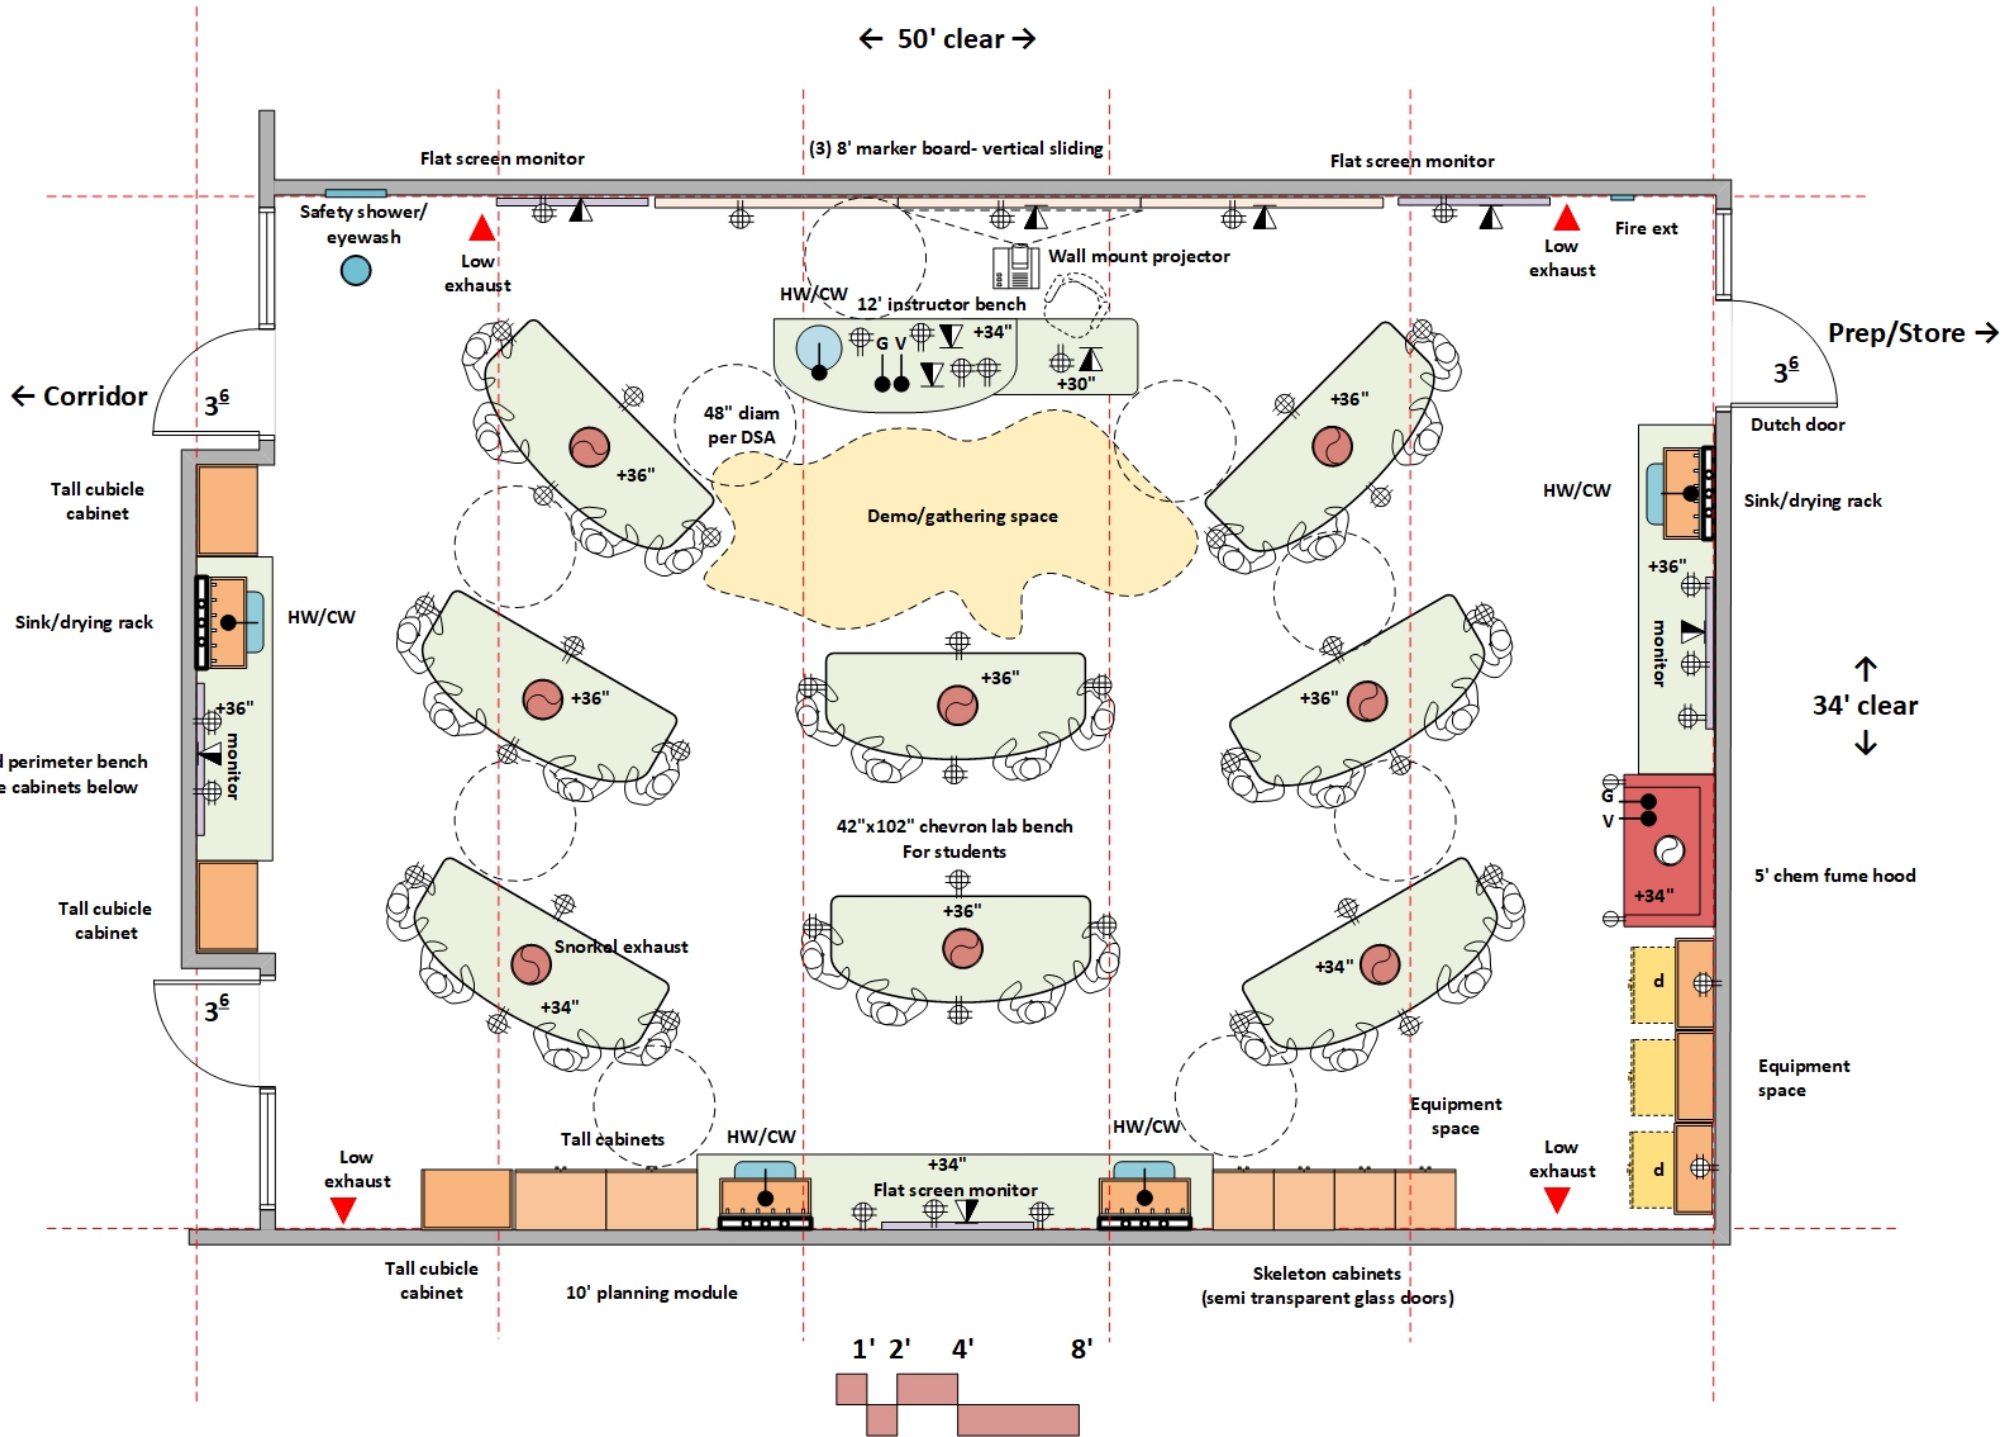 ← 50' clear →
Flat screen monitor
(3) 8' marker board- vertical sliding
Flat screen monitor
Safety shower/
eyewash
Low
exhaust
Wall mount projector
Low
exhaust
Fire ext
HW/CW
12' instructor bench
G V
+34"
+30"
Prep/Store →
3⁶
Dutch door
← Corridor
3⁶
+36"
48" diam
per DSA
+36"
Demo/gathering space
Tall cubicle
cabinet
HW/CW
Sink/drying rack
Sink/drying rack
HW/CW
+36"
monitor
+36"
monitor
+36"
+36"
+36"
↑
34' clear
↓
perimeter bench
cabinets below
G
V
+34"
5' chem fume hood
42"x102" chevron lab bench
For students
Tall cubicle
cabinet
+36"
Snorkel exhaust
+34"
+34"
3⁶
d
d
Equipment
space
Equipment
space
Tall cabinets
HW/CW
HW/CW
Low
exhaust
+34"
Flat screen monitor
Low
exhaust
Tall cubicle
cabinet
10' planning module
Skeleton cabinets
(semi transparent glass doors)
1' 2' 4' 8'